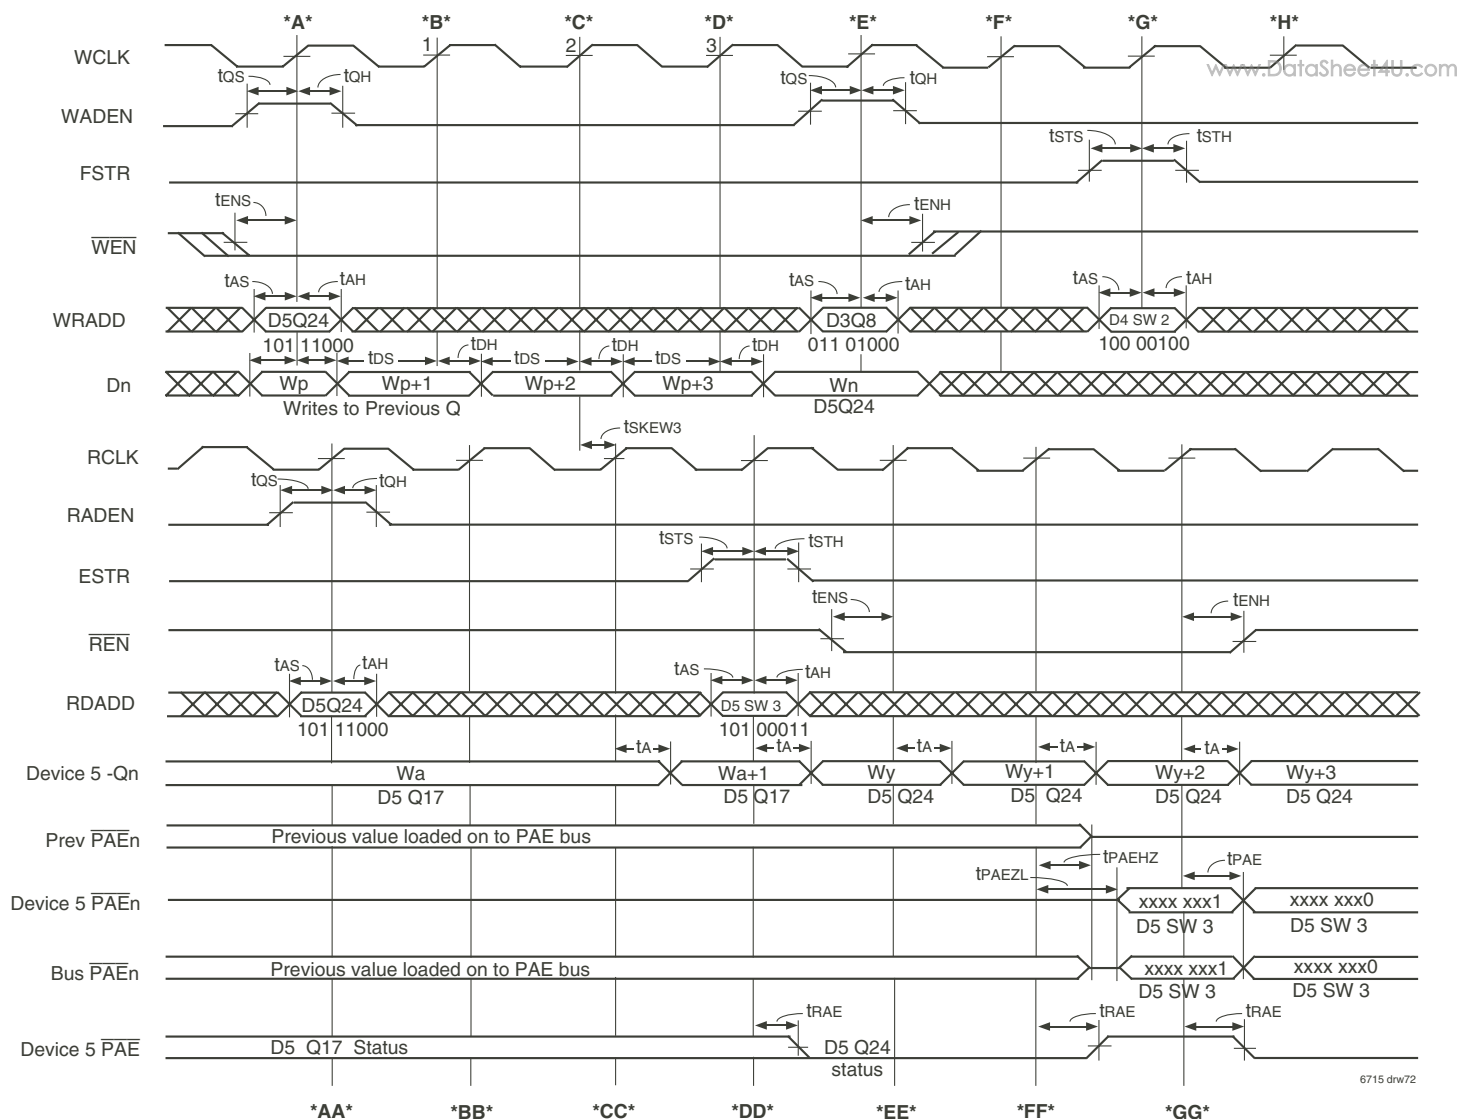 *A* *B* *C* *D* *E* *F* *G* *H*
WCLK 1 2 3
www.DataSheet4U.com
tQS tQH tQS tQH
WADEN
tSTS tSTH
FSTR
tENS tENH
WEN
tAS tAH tAS tAH tAS tAH
WRADD D5Q24 D3Q8 D4 SW 2
101 11000 011 01000 100 00100
tDS tDH tDS tDH tDS tDH
Dn Wp Wp+1 Wp+2 Wp+3 Wn
Writes to Previous Q D5Q24
tSKEW3
RCLK
tQS tQH
RADEN
tSTS tSTH
ESTR
tENS tENH
REN
tAS tAH tAS tAH
RDADD D5Q24 D5 SW 3
101 11000 101 00011
tA tA tA tA tA
Device 5 -Qn Wa Wa+1 Wy Wy+1 Wy+2 Wy+3
D5 Q17 D5 Q17 D5 Q24 D5 Q24 D5 Q24 D5 Q24
Prev PAEn Previous value loaded on to PAE bus
tPAEHZ tPAE
tPAEZL
Device 5 PAEn xxxx xxx1 xxxx xxx0
D5 SW 3 D5 SW 3
Bus PAEn Previous value loaded on to PAE bus xxxx xxx1 xxxx xxx0
D5 SW 3 D5 SW 3
tRAE tRAE tRAE
Device 5 PAE D5 Q17 Status D5 Q24
status
6715 drw72
*AA* *BB* *CC* *DD* *EE* *FF* *GG*